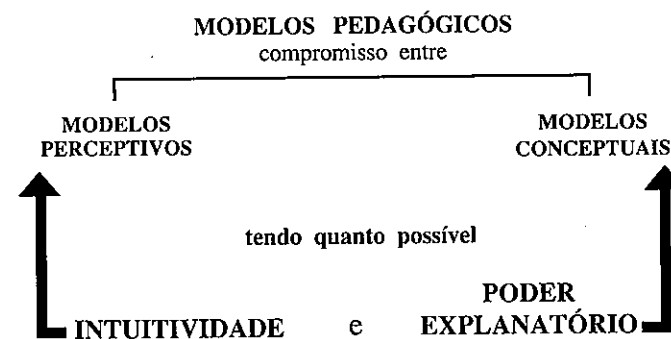 MODELOS PEDAGÓGICOS
compromisso entre
MODELOS
PERCEPTIVOS
MODELOS
CONCEPTUAIS
tendo quanto possível
INTUITIVIDADE e PODER
EXPLANATÓRIO